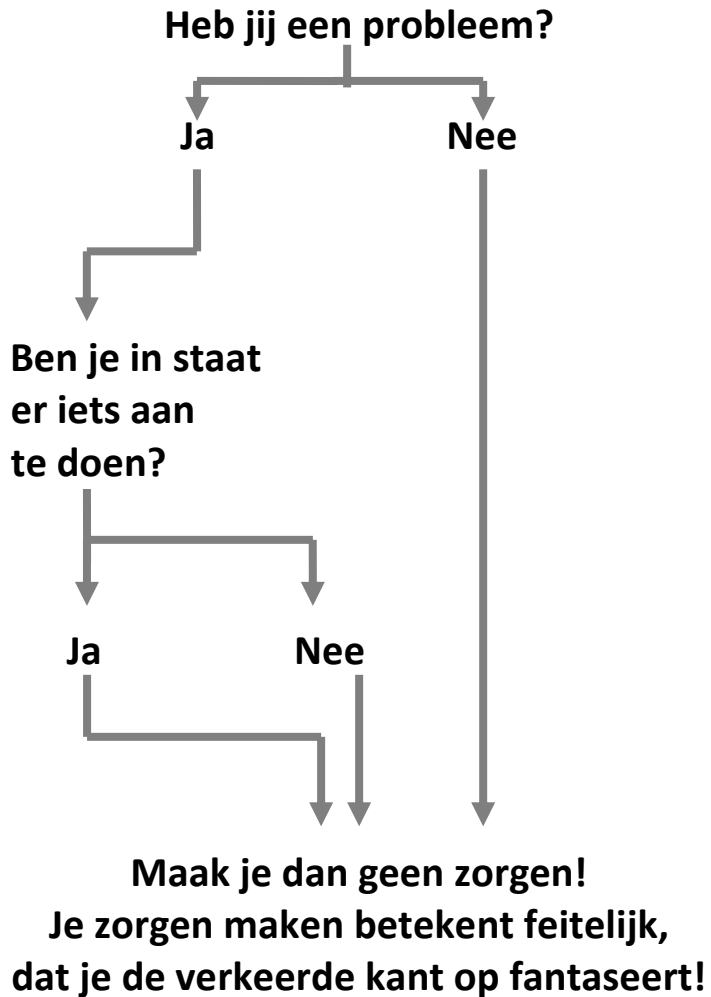 Heb jij een probleem?
Ja Nee
Ben je in staat
er iets aan
te doen?
Ja Nee
Maak je dan geen zorgen!
Je zorgen maken betekent feitelijk,
dat je de verkeerde kant op fantaseert!